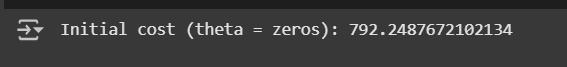 Initial cost (theta = zeros): 792.2487672102134